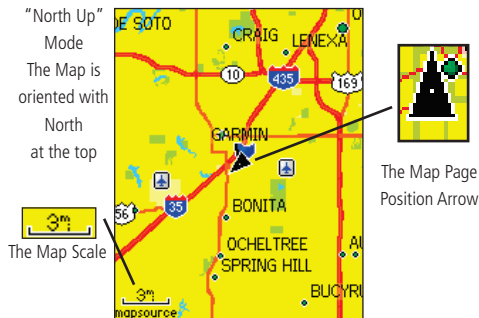 “North Up”
Mode
The Map is
oriented with
North
at the top
3m
The Map Scale
DE SOTO
CRAIG
LENEXA
10
435
169
GARMIN
56
35
BONITA
OCHELTREE
SPRING HILL
BUCYRU
3m
mapsource
The Map Page
Position Arrow